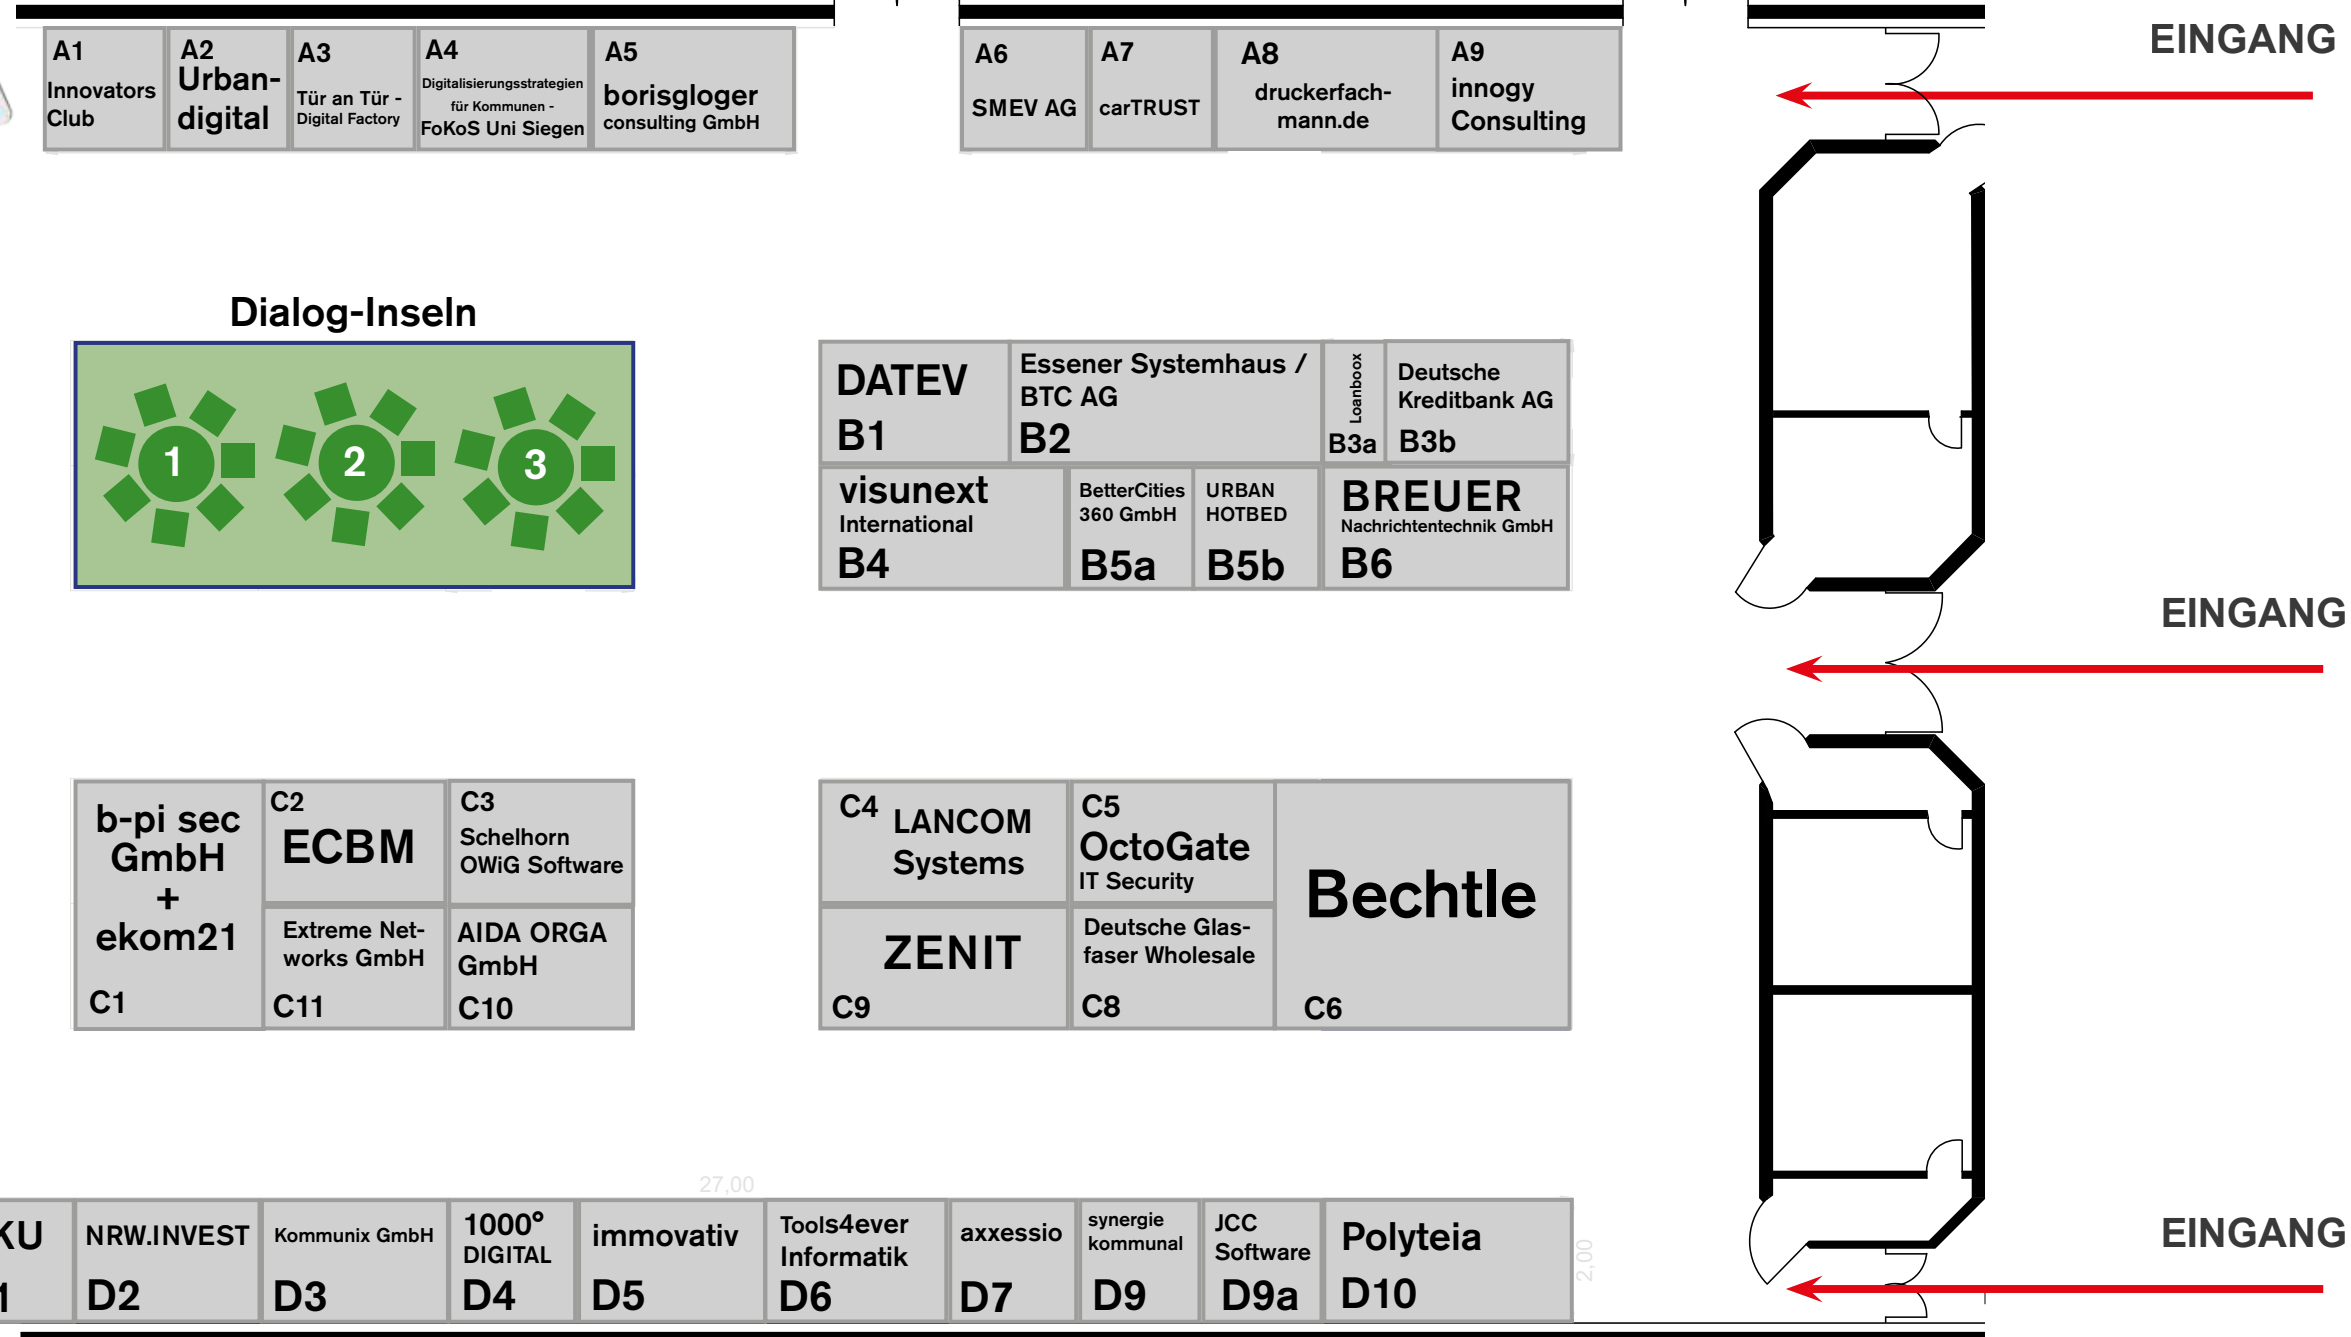 EINGANG
A1
Innovators
Club
A2
Urban-
digital
A3
Tür an Tür -
Digital Factory
A4
Digitalisierungsstrategien
für Kommunen -
FoKoS Uni Siegen
A5
borisgloger
consulting GmbH
A6
SMEV AG
A7
carTRUST
A8
druckerfach-
mann.de
A9
innogy
Consulting
Dialog-Inseln
1
2
3
DATEV
B1
Essener Systemhaus /
BTC AG
B2
Loanboox
B3a
Deutsche
Kreditbank AG
B3b
visunext
International
B4
BetterCities
360 GmbH
B5a
URBAN
HOTBED
B5b
BREUER
Nachrichtentechnik GmbH
B6
EINGANG
b-pi sec
GmbH
+
ekom21
C1
C2
ECBM
C3
Schelhorn
OWiG Software
Extreme Net-
works GmbH
C11
AIDA ORGA
GmbH
C10
C4 LANCOM
Systems
C5
OctoGate
IT Security
ZENIT
C9
Deutsche Glas-
faser Wholesale
C8
Bechtle
C6
27,00
KU
1
NRW.INVEST
D2
Kommunix GmbH
D3
1000°
DIGITAL
D4
immovativ
D5
Tools4ever
Informatik
D6
axxessio
D7
synergie
kommunal
D9
JCC
Software
D9a
Polyteia
D10
2,00
EINGANG